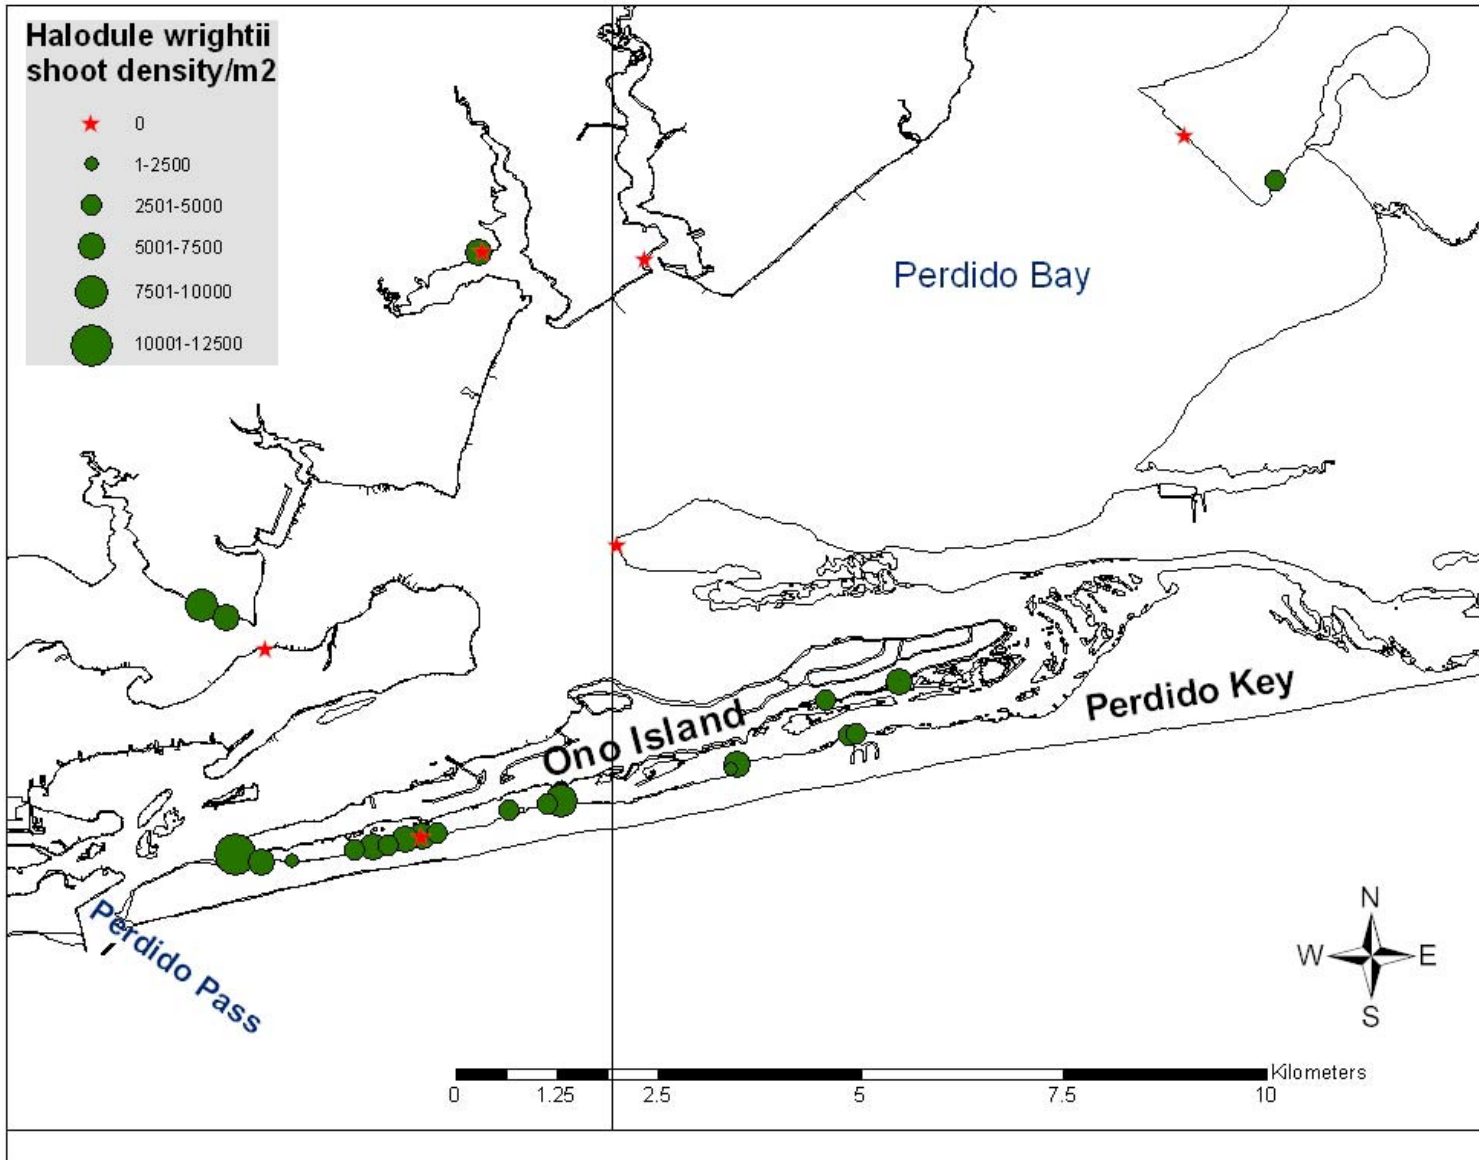 Halodule wrightii
shoot density/m2
0
1-2500
2501-5000
5001-7500
7501-10000
10001-12500
Perdido Bay
Perdido Key
Ono Island
Perdido Pass
N
W E
S
0 1.25 2.5 5 7.5 10 Kilometers